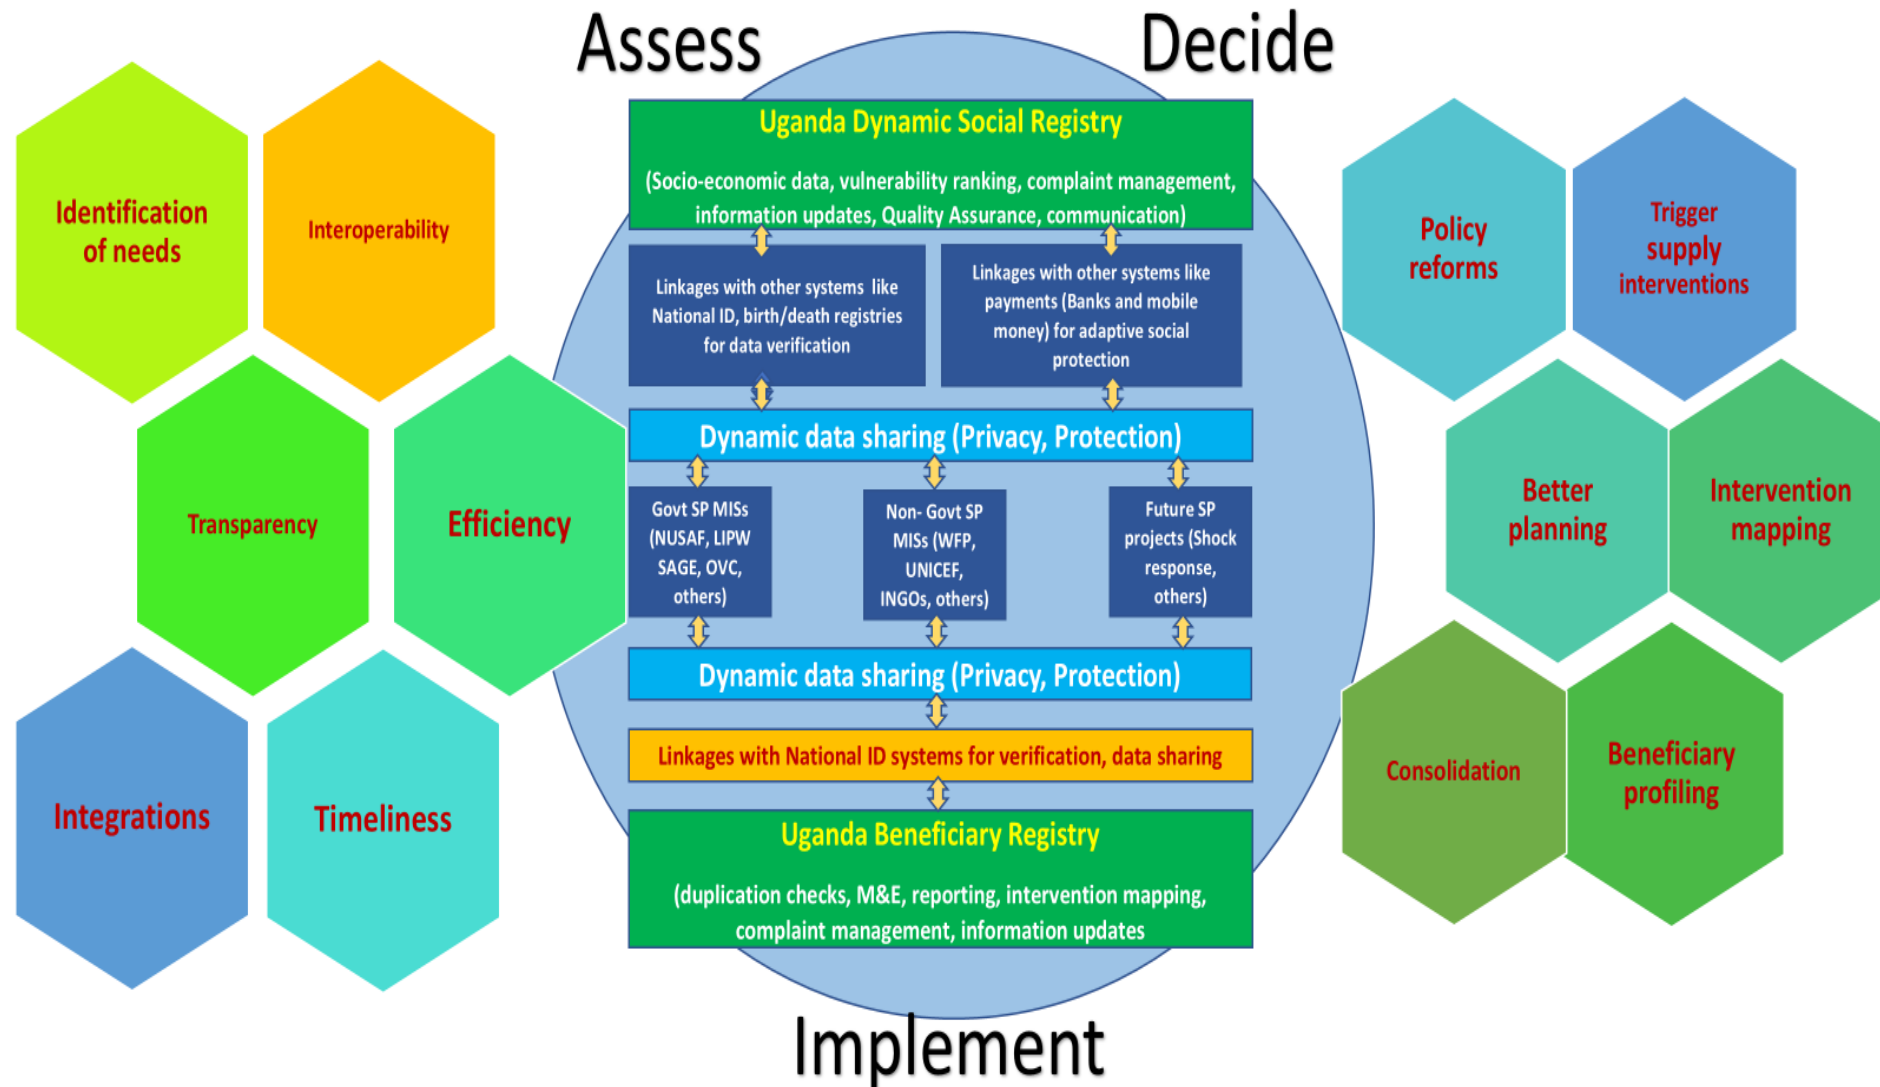 Assess
Decide
Identification
of needs
Interoperability
Transparency
Efficiency
Integrations
Timeliness
Uganda Dynamic Social Registry
(Socio-economic data, vulnerability ranking, complaint management,
information updates, Quality Assurance, communication)
Linkages with other systems like
National ID, birth/death registries
for data verification
Linkages with other systems like
payments (Banks and mobile
money) for adaptive social
protection
Dynamic data sharing (Privacy, Protection)
Govt SP MISs
(NUSAF, LIPW
SAGE, OVC,
others)
Non- Govt SP
MISs (WFP,
UNICEF,
INGOs, others)
Future SP
projects (Shock
response,
others)
Dynamic data sharing (Privacy, Protection)
Linkages with National ID systems for verification, data sharing
Uganda Beneficiary Registry
(duplication checks, M&E, reporting, intervention mapping,
complaint management, information updates
Policy
reforms
Trigger
supply
interventions
Better
planning
Intervention
mapping
Consolidation
Beneficiary
profiling
Implement